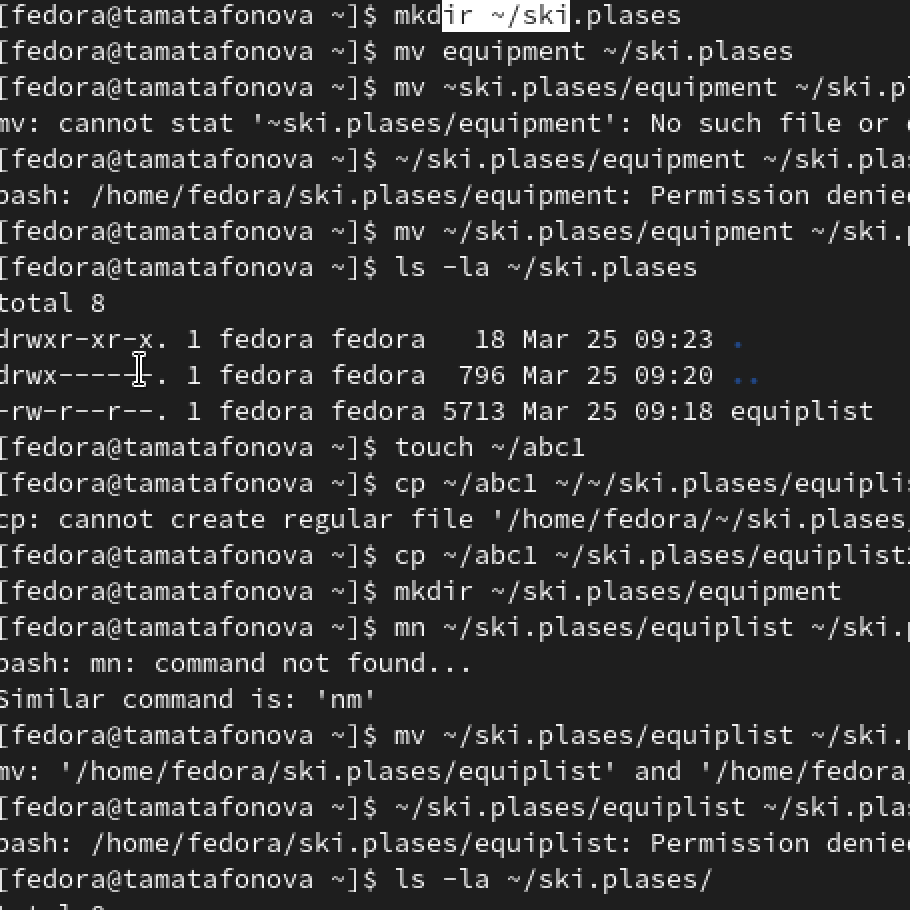 [fedora@tamatafonova ~]$ mkdir ~/ski.plases
[fedora@tamatafonova ~]$ mv equipment ~/ski.plases
[fedora@tamatafonova ~]$ mv ~ski.plases/equipment ~/ski.pl
mv: cannot stat '~ski.plases/equipment': No such file or
[fedora@tamatafonova ~]$ ~/ski.plases/equipment ~/ski.plas
bash: /home/fedora/ski.plases/equipment: Permission denied
[fedora@tamatafonova ~]$ mv ~/ski.plases/equipment ~/ski.p
[fedora@tamatafonova ~]$ ls -la ~/ski.plases
total 8
drwxr-xr-x. 1 fedora fedora 18 Mar 25 09:23 .
drwx------. 1 fedora fedora 796 Mar 25 09:20 ..
-rw-r--r--. 1 fedora fedora 5713 Mar 25 09:18 equiplist
[fedora@tamatafonova ~]$ touch ~/abc1
[fedora@tamatafonova ~]$ cp ~/abc1 ~/~/ski.plases/equiplis
cp: cannot create regular file '/home/fedora/~/ski.plases/
[fedora@tamatafonova ~]$ cp ~/abc1 ~/ski.plases/equiplist2
[fedora@tamatafonova ~]$ mkdir ~/ski.plases/equipment
[fedora@tamatafonova ~]$ mn ~/ski.plases/equiplist ~/ski.p
bash: mn: command not found...
Similar command is: 'nm'
[fedora@tamatafonova ~]$ mv ~/ski.plases/equiplist ~/ski.p
mv: '/home/fedora/ski.plases/equiplist' and '/home/fedora/
[fedora@tamatafonova ~]$ ~/ski.plases/equiplist ~/ski.plas
bash: /home/fedora/ski.plases/equiplist: Permission denied
[fedora@tamatafonova ~]$ ls -la ~/ski.plases/